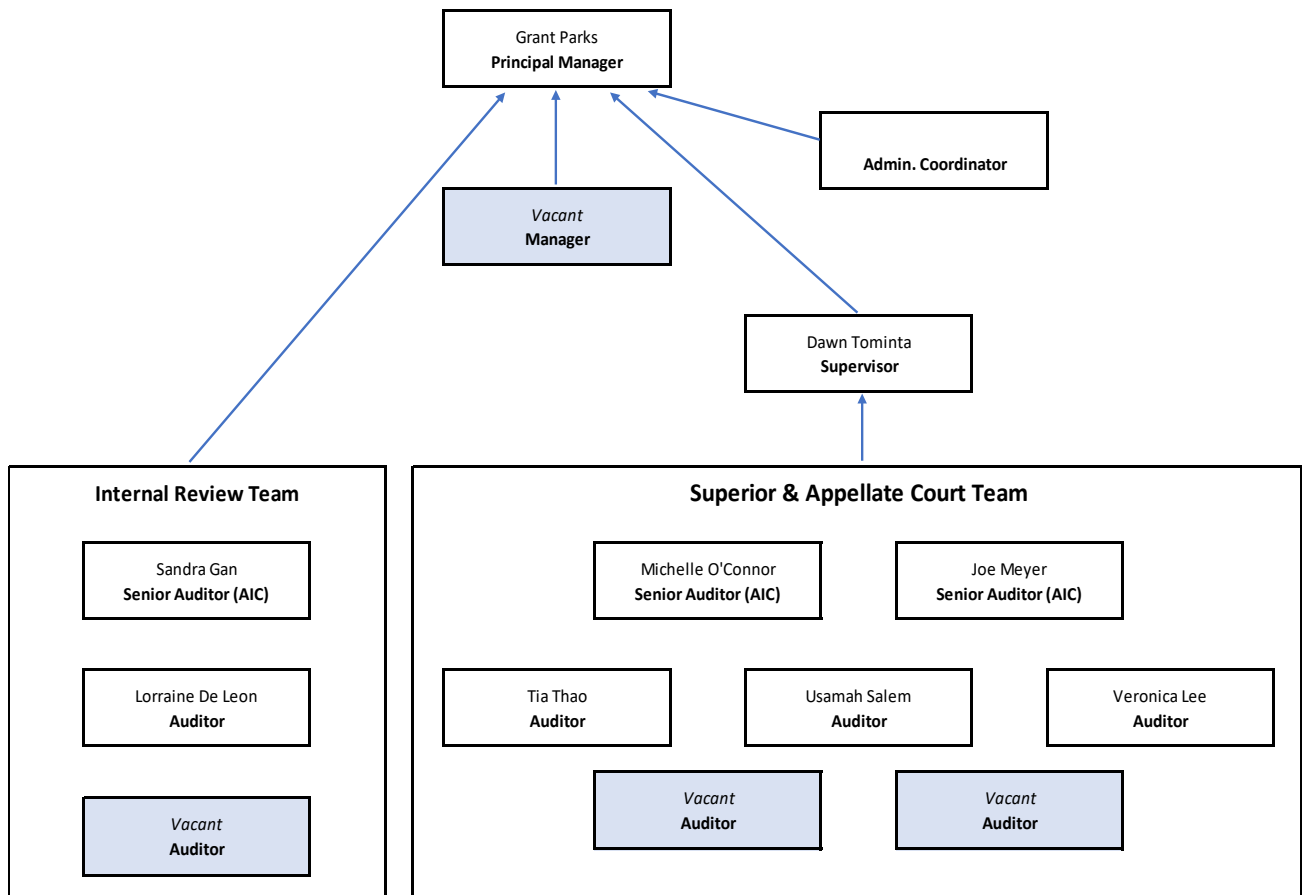 Grant Parks
Principal Manager
Admin. Coordinator
Vacant
Manager
Dawn Tominta
Supervisor
Internal Review Team
Sandra Gan
Senior Auditor (AIC)
Lorraine De Leon
Auditor
Vacant
Auditor
Superior & Appellate Court Team
Michelle O'Connor
Senior Auditor (AIC)
Joe Meyer
Senior Auditor (AIC)
Tia Thao
Auditor
Usamah Salem
Auditor
Veronica Lee
Auditor
Vacant
Auditor
Vacant
Auditor